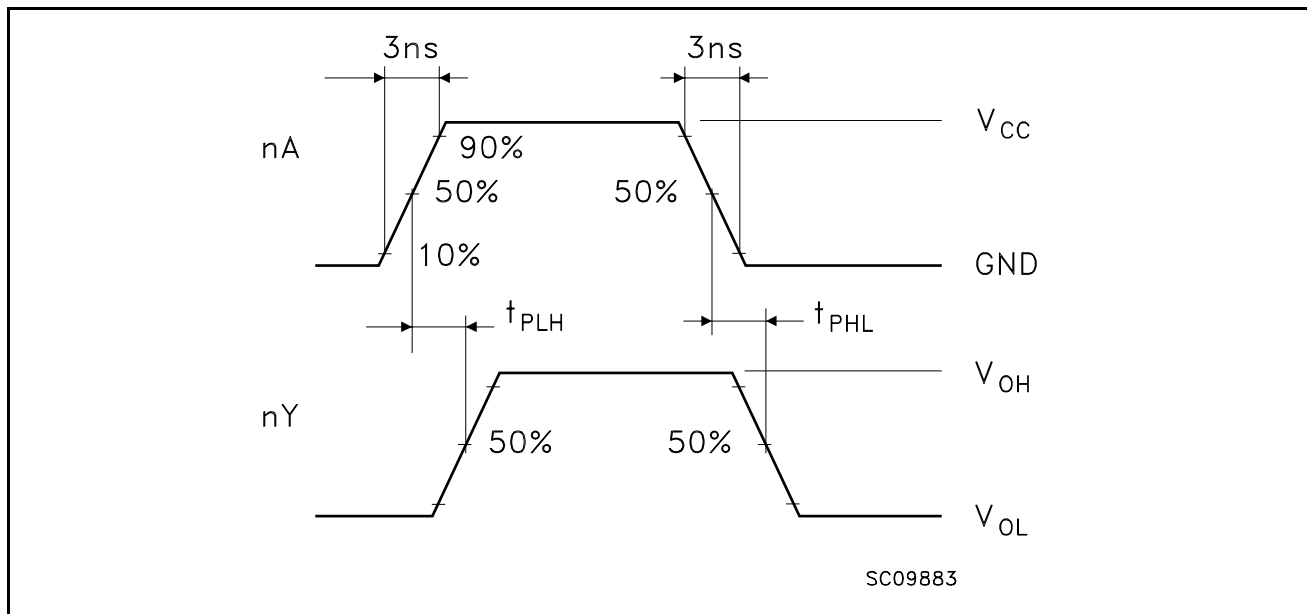 3ns 3ns
nA
90%
V_CC
50% 50%
10%
GND
t_PLH t_PHL
V_OH
nY
50% 50%
V_OL
SC09883